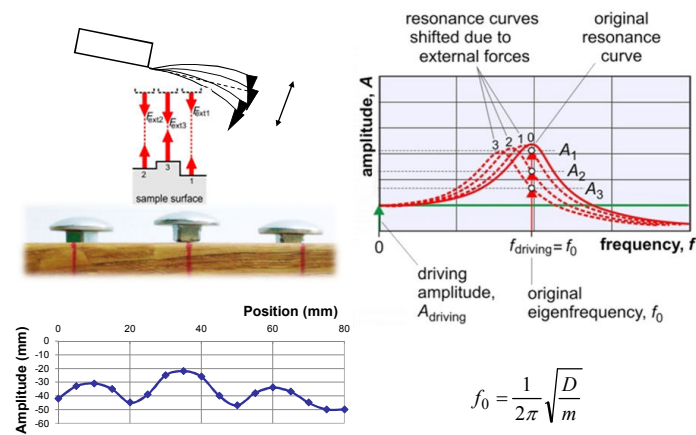 resonance curves
shifted due to
external forces
original
resonance
curve
F_ext2
F_ext3
F_ext1
2
3
1
sample surface
amplitude, A
3
2
1
0
A₁
A₂
A₃
0
f_driving = f₀
frequency, f
driving
amplitude,
A_driving
original
eigenfrequency, f₀
Position (mm)
0
20
40
60
80
Amplitude (mm)
0
-10
-20
-30
-40
-50
-60
f₀ = 1/2π √D/m